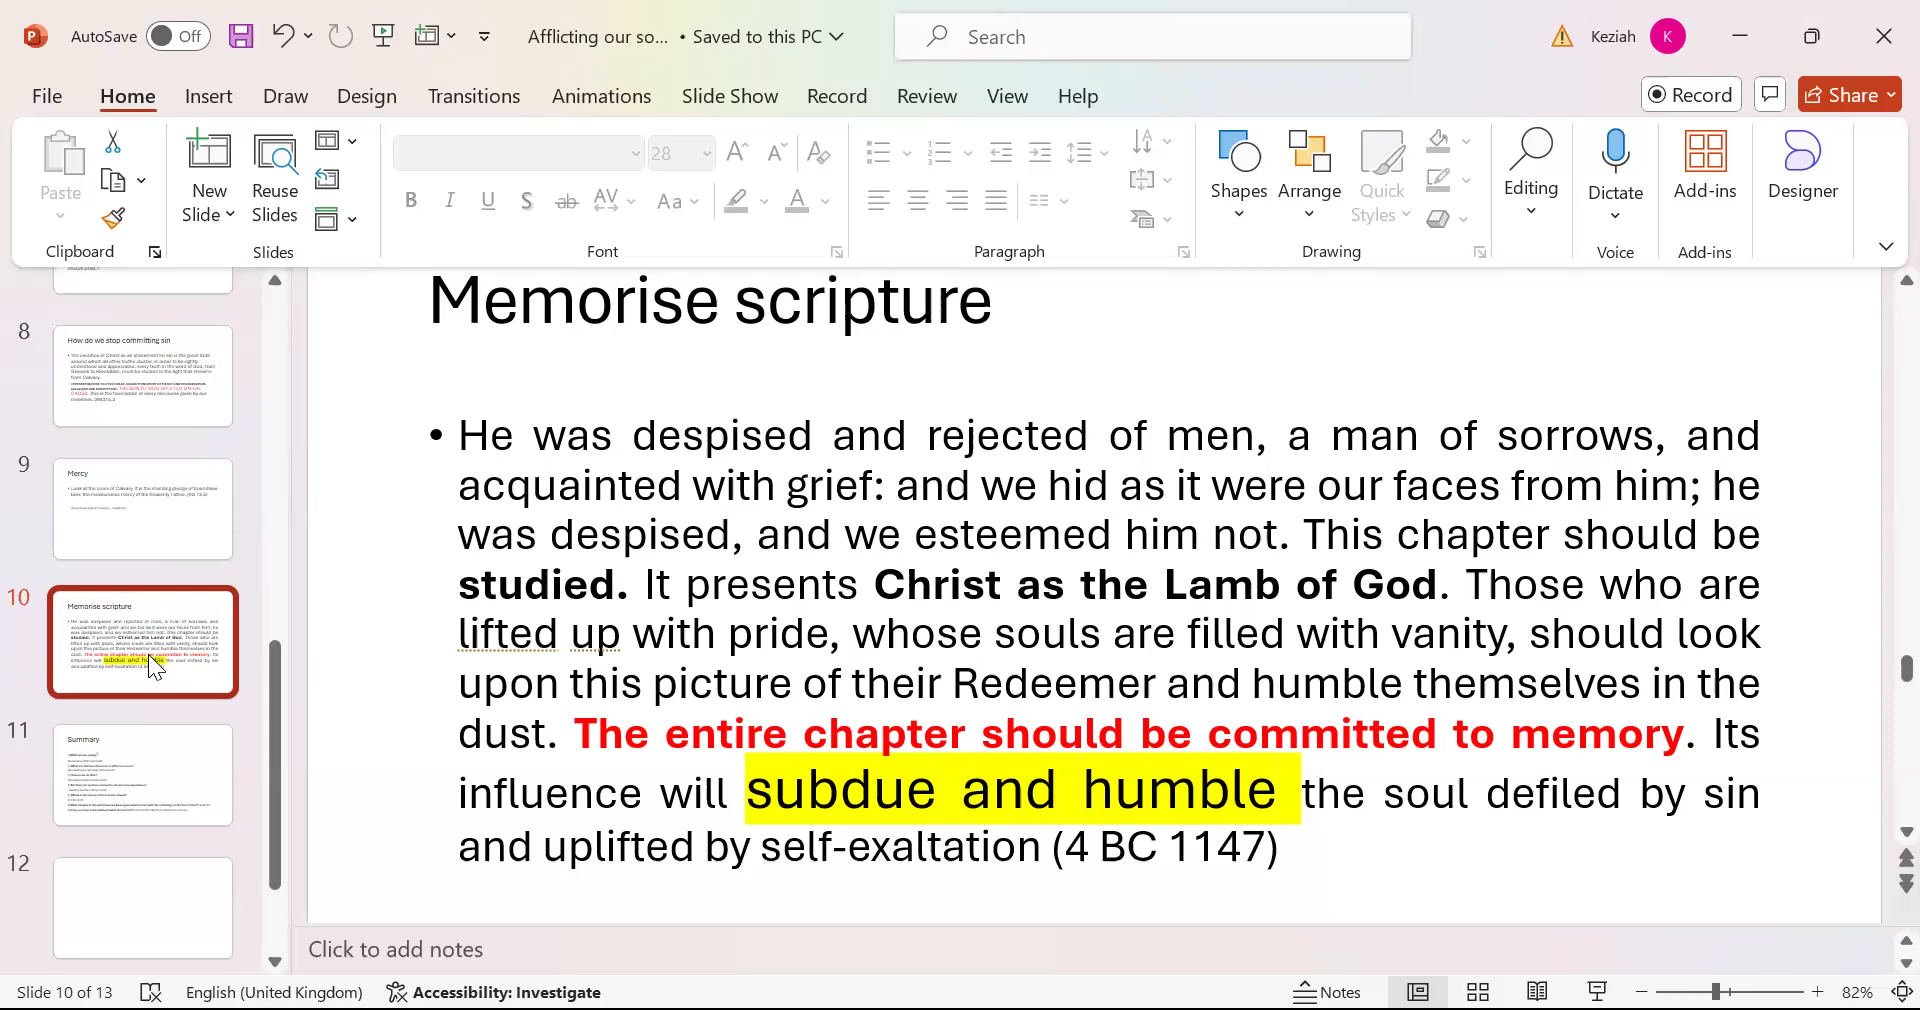 AutoSave Off Afflicting our so... • Saved to this PC Search Keziah K
File Home Insert Draw Design Transitions Animations Slide Show Record Review View Help Record Share
Paste
New Slide
Reuse Slides
28
B I U S ab AV Aa A
Shapes Arrange Quick Styles
Editing
Dictate
Add-ins
Designer
Clipboard Slides Font Paragraph Drawing Voice Add-ins
8
How do we stop committing sin
9
Mercy
10
Memorise scripture
11
Summary
12
Memorise scripture
• He was despised and rejected of men, a man of sorrows, and
acquainted with grief: and we hid as it were our faces from him; he
was despised, and we esteemed him not. This chapter should be
studied. It presents Christ as the Lamb of God. Those who are
lifted up with pride, whose souls are filled with vanity, should look
upon this picture of their Redeemer and humble themselves in the
dust. The entire chapter should be committed to memory. Its
influence will subdue and humble the soul defiled by sin
and uplifted by self-exaltation (4 BC 1147)
Click to add notes
Slide 10 of 13 English (United Kingdom) Accessibility: Investigate Notes 82%